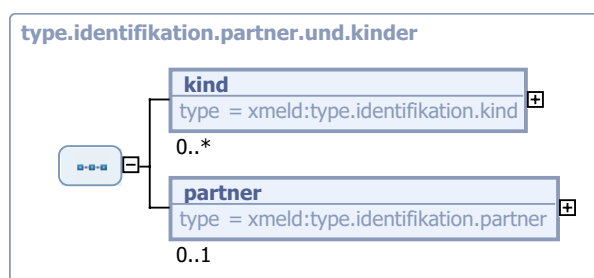 type.identifikation.partner.und.kinder
kind
type = xmeld:type.identifikation.kind
0..*
partner
type = xmeld:type.identifikation.partner
0..1